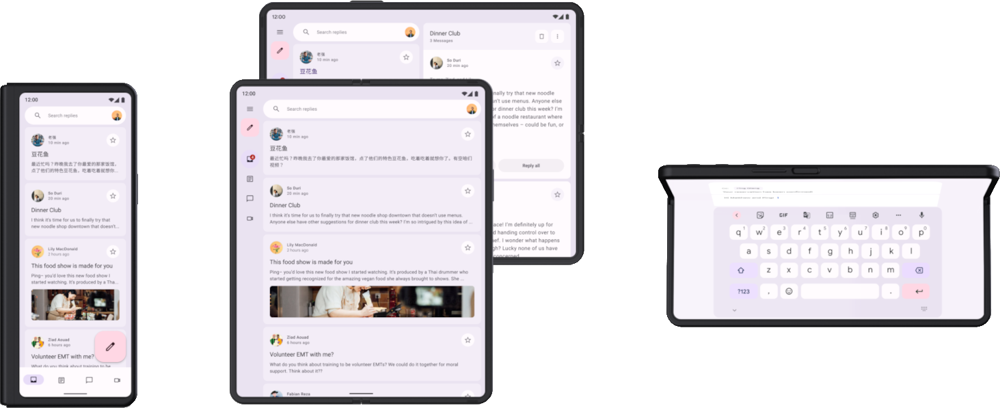 12:00
Search replies
老强
10 min ago
豆花鱼
最近忙吗？昨晚我去了你最爱的那家饭馆，
点了他们的特色豆花鱼，吃着吃着就想你...
So Duri
20 min ago
Dinner Club
I think it's time for us to finally try that
new noodle shop downtown that doesn't...
Lily MacDonald
2 hours ago
This food show is made for you
Ping– you'd love this new food show I
started watching. It's produced by a Tha...
Ziad Aouad
6 hours ago
Volunteer EMT with me?
What do you think about training to be
12:00
Search replies
老强
10 min ago
豆花鱼
Dinner Club
3 Messages
So Duri
20 min ago
nally try that new noodle
n't use menus. Anyone else
or dinner club this week? I'm
f a noodle restaurant where
hemselves – could be fun, or
Reply all
ace! I'm definitely up for
d handing control over to
ef. I wonder what happens
gh? Lucky none of us have
concerned
12:00
Search replies
4
老强
10 min ago
豆花鱼
最近忙吗？昨晚我去了你最爱的那家饭馆，点了他们的特色豆花鱼，吃着吃着就想你了。有空咱们
视频？
So Duri
20 min ago
Dinner Club
I think it's time for us to finally try that new noodle shop downtown that doesn't use menus.
Anyone else have other suggestions for dinner club this week? I'm so intrigued by this idea of ...
Lily MacDonald
2 hours ago
This food show is made for you
Ping– you'd love this new food show I started watching. It's produced by a Thai drummer who
started getting recognized for the amazing vegan food she always brought to shows. She ...
Ziad Aouad
6 hours ago
Volunteer EMT with me?
What do you think about training to be volunteer EMTs? We could do it together for moral
support. Think about it??
Fabian Reza
GIF
q1 w2 e3 r4 t5 y6 u7 i8 o9 p0
a s d f g h j k l
z x c v b n m
?123 , .